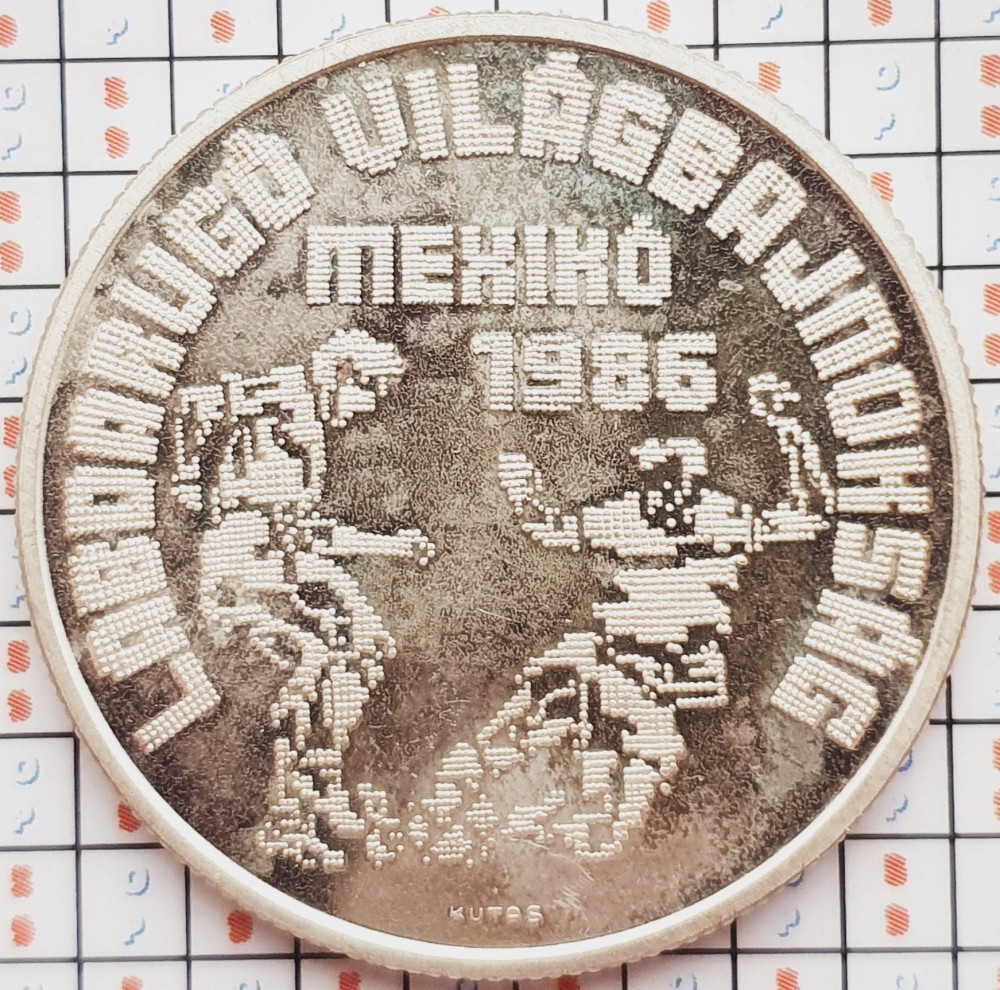 LABDARÚGÓ VILÁGBAJNOKSÁG
MEXIKÓ
1986
KUTAS